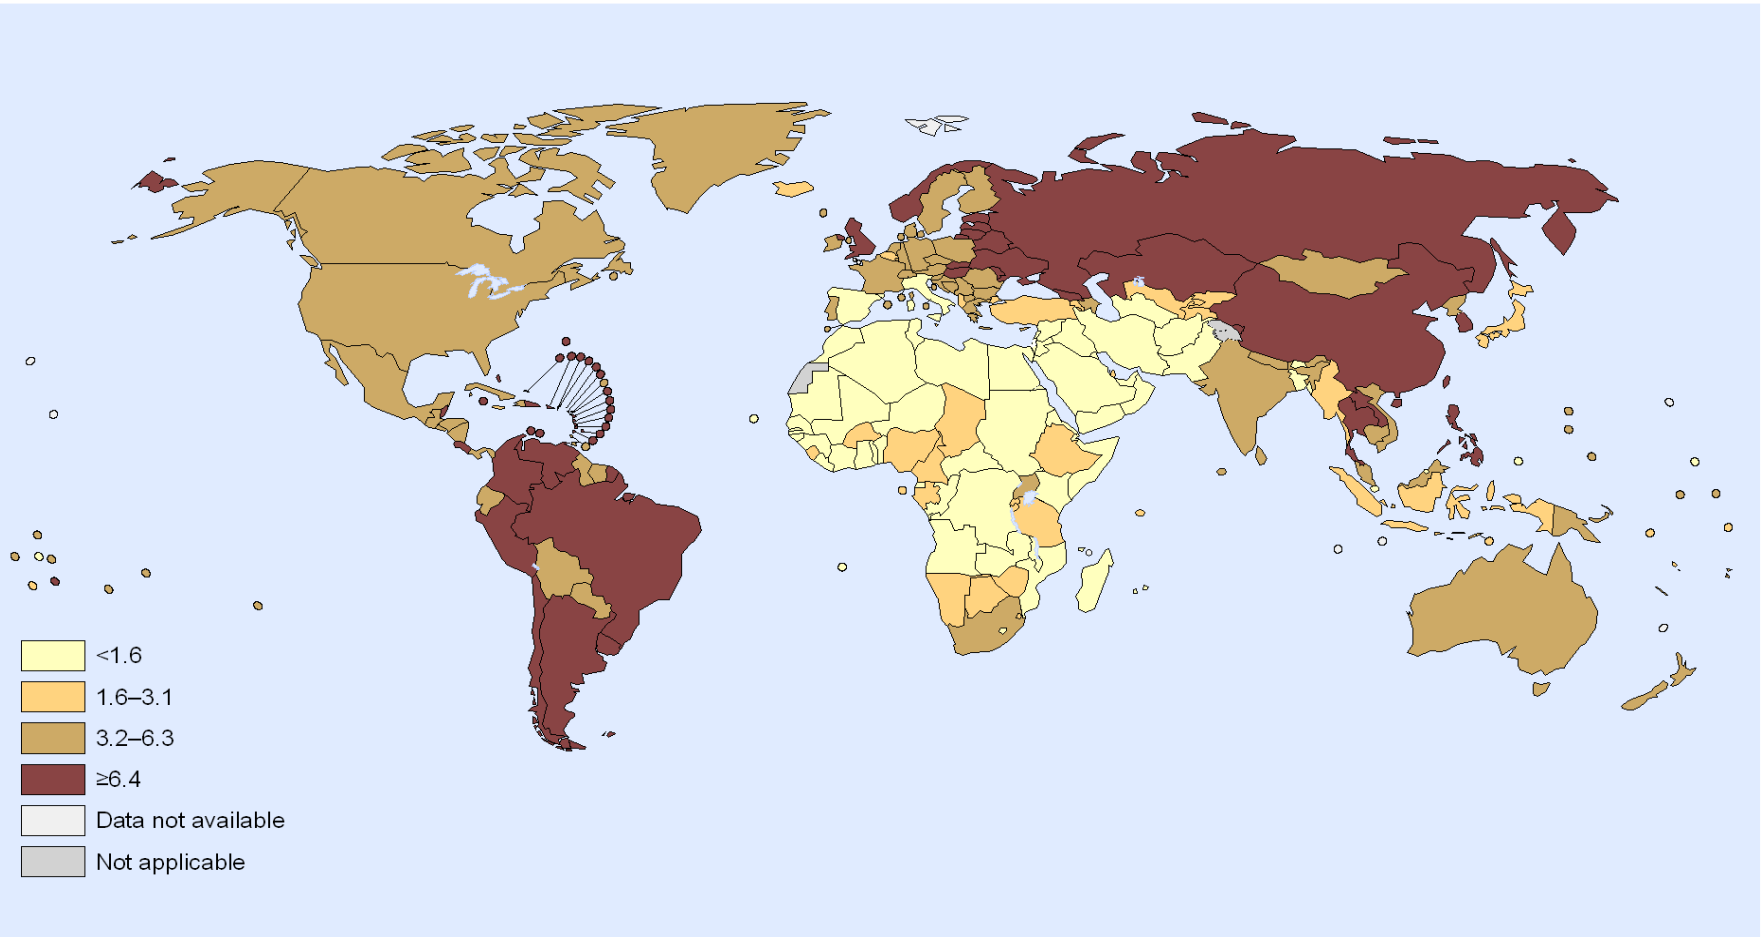 <1.6
1.6–3.1
3.2–6.3
≥6.4
Data not available
Not applicable